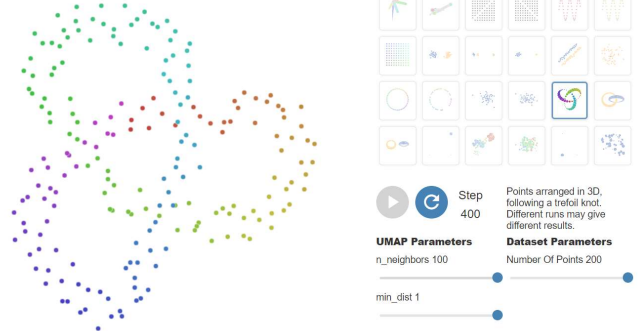 Step
400
Points arranged in 3D,
following a trefoil knot.
Different runs may give
different results.
UMAP Parameters
Dataset Parameters
n_neighbors 100
Number Of Points 200
min_dist 1